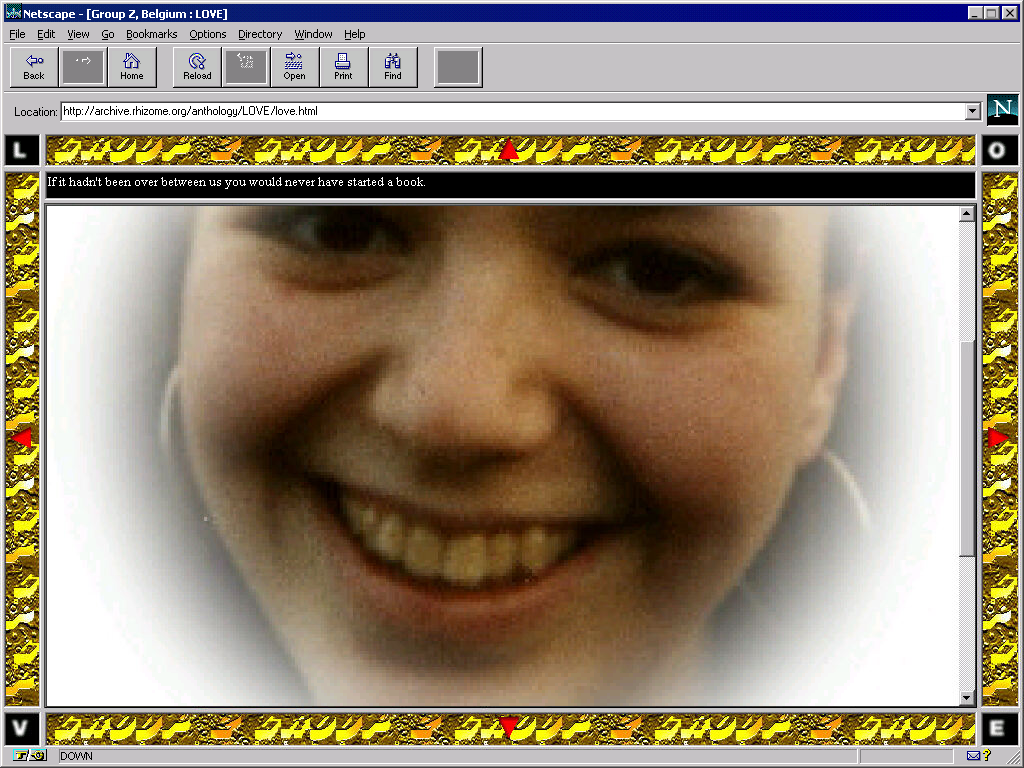 Netscape - [Group Z, Belgium : LOVE]
File Edit View Go Bookmarks Options Directory Window Help
Back Home Reload Open Print Find
Location: http://archive.rhizome.org/anthology/LOVE/love.html
N
L O
If it hadn't been over between us you would never have started a book.
V E
DOWN
?